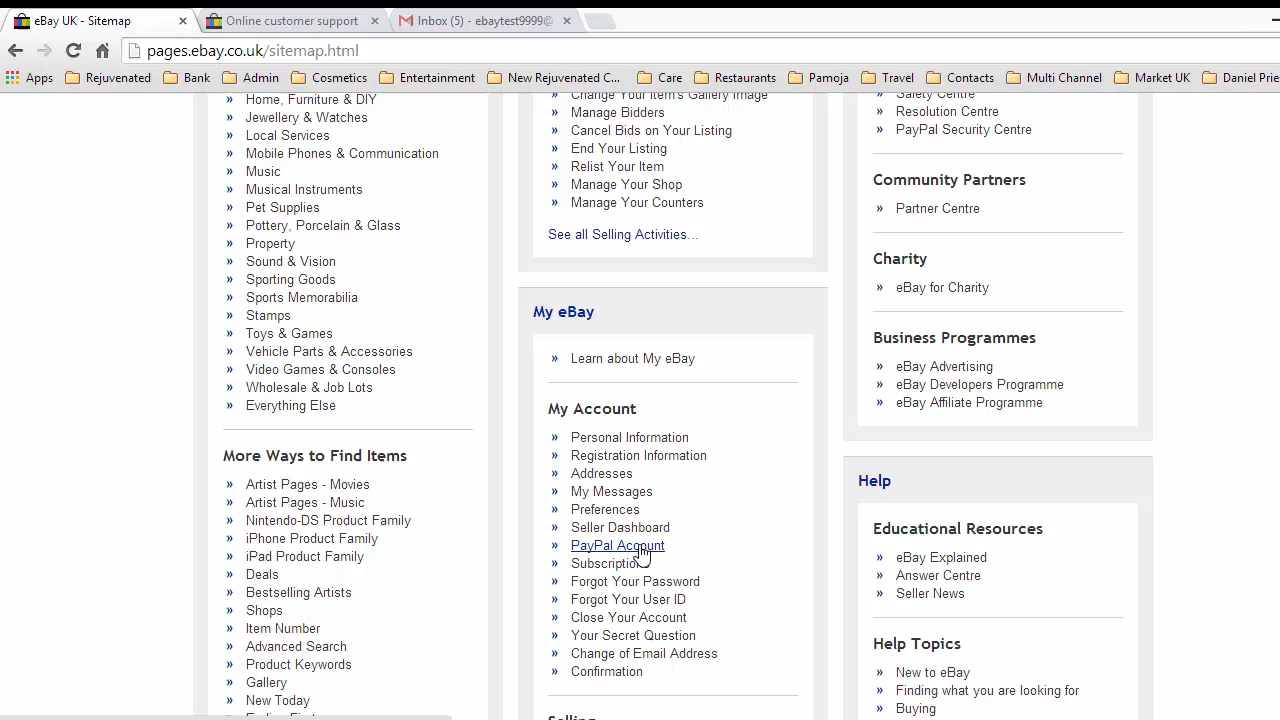 eBay UK - Sitemap
Online customer support
Inbox (5) - ebaytest9999@
pages.ebay.co.uk/sitemap.html
Apps
Rejuvenated
Bank
Admin
Cosmetics
Entertainment
New Rejuvenated C...
Care
Restaurants
Pamoja
Travel
Contacts
Multi Channel
Market UK
Daniel Prie
Home, Furniture & DIY
» Jewellery & Watches
» Local Services
» Mobile Phones & Communication
» Music
» Musical Instruments
» Pet Supplies
» Pottery, Porcelain & Glass
» Property
» Sound & Vision
» Sporting Goods
» Sports Memorabilia
» Stamps
» Toys & Games
» Vehicle Parts & Accessories
» Video Games & Consoles
» Wholesale & Job Lots
» Everything Else
More Ways to Find Items
» Artist Pages - Movies
» Artist Pages - Music
» Nintendo-DS Product Family
» iPhone Product Family
» iPad Product Family
» Deals
» Bestselling Artists
» Shops
» Item Number
» Advanced Search
» Product Keywords
» Gallery
» New Today
Change Your Item's Gallery Image
» Manage Bidders
» Cancel Bids on Your Listing
» End Your Listing
» Relist Your Item
» Manage Your Shop
» Manage Your Counters
See all Selling Activities...
My eBay
» Learn about My eBay
My Account
» Personal Information
» Registration Information
» Addresses
» My Messages
» Preferences
» Seller Dashboard
» PayPal Account
» Subscription
» Forgot Your Password
» Forgot Your User ID
» Close Your Account
» Your Secret Question
» Change of Email Address
» Confirmation
Selling
Safety Centre
» Resolution Centre
» PayPal Security Centre
Community Partners
» Partner Centre
Charity
» eBay for Charity
Business Programmes
» eBay Advertising
» eBay Developers Programme
» eBay Affiliate Programme
Help
Educational Resources
» eBay Explained
» Answer Centre
» Seller News
Help Topics
» New to eBay
» Finding what you are looking for
» Buying